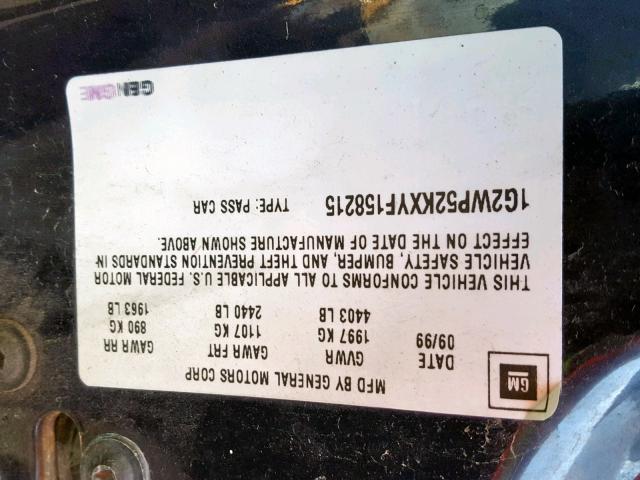 GM
MFD BY GENERAL MOTORS CORP
DATE GVWR GAWR FRT GAWR RR
09/99 1997 KG 1107 KG 890 KG
4403 LB 2440 LB 1963 LB
THIS VEHICLE CONFORMS TO ALL APPLICABLE U.S. FEDERAL MOTOR
VEHICLE SAFETY, BUMPER, AND THEFT PREVENTION STANDARDS IN-
EFFECT ON THE DATE OF MANUFACTURE SHOWN ABOVE.
1G2WP52KXYF158215 TYPE: PASS CAR